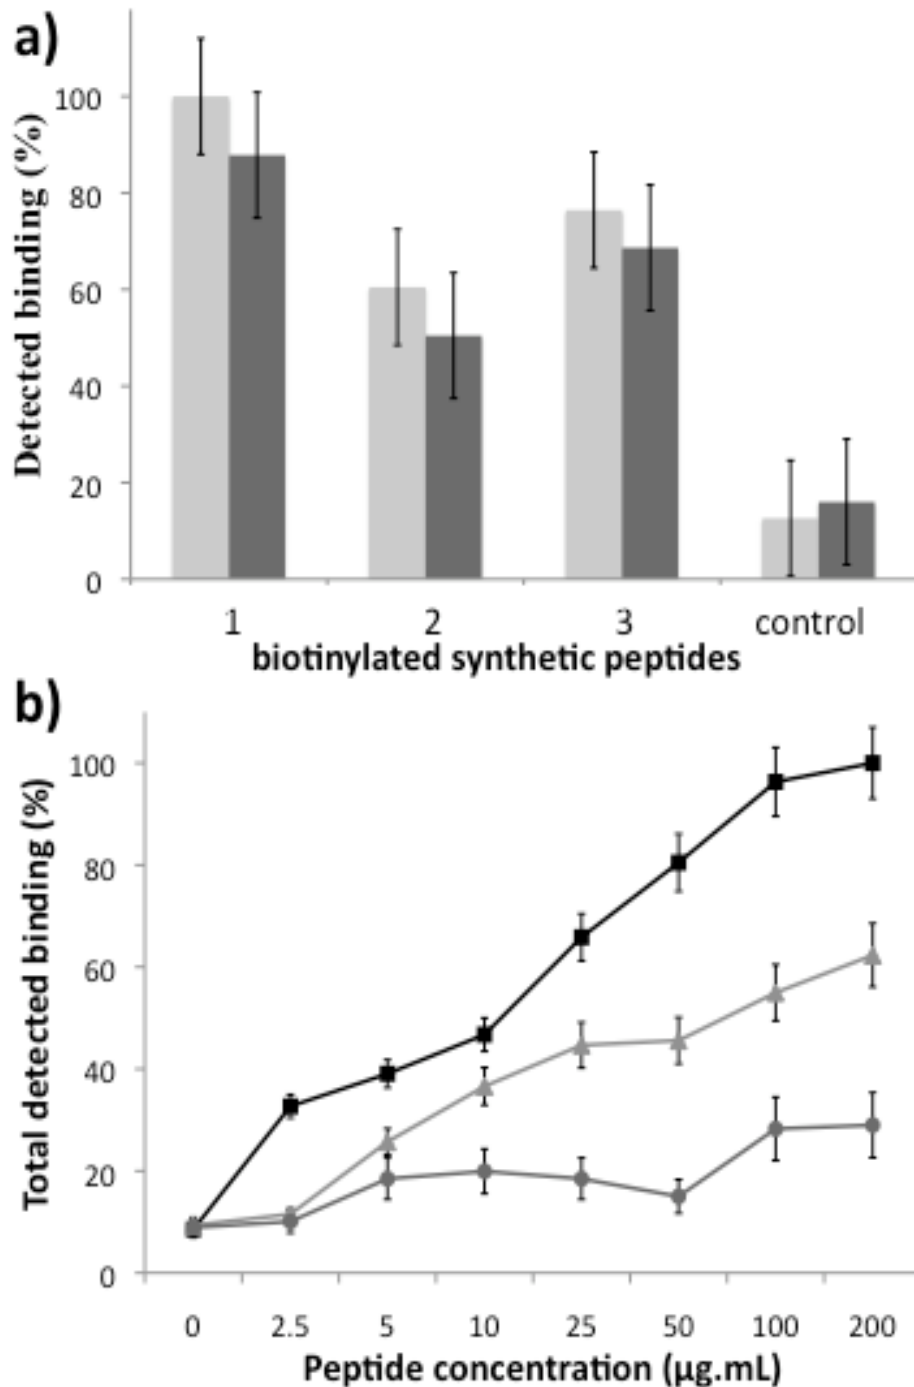 a)
Detected binding (%)
100
80
60
40
20
0
1 2 3 control
biotinylated synthetic peptides
b)
Total detected binding (%)
100
80
60
40
20
0
0 2.5 5 10 25 50 100 200
Peptide concentration (µg.mL)